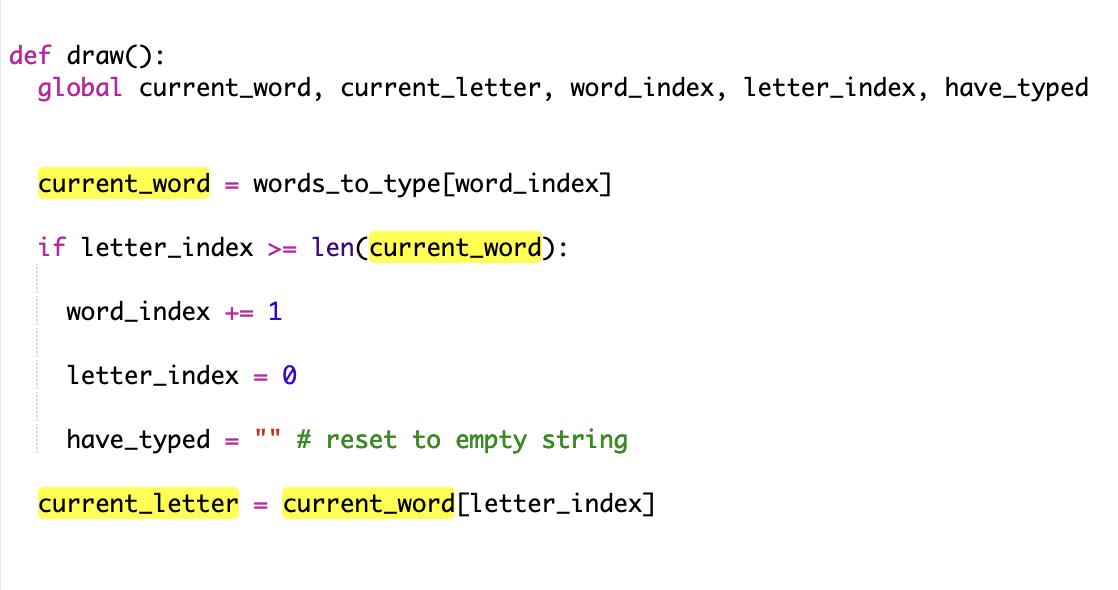 def draw():
  global current_word, current_letter, word_index, letter_index, have_typed
  current_word = words_to_type[word_index]
  if letter_index >= len(current_word):
    word_index += 1
    letter_index = 0
    have_typed = "" # reset to empty string
  current_letter = current_word[letter_index]